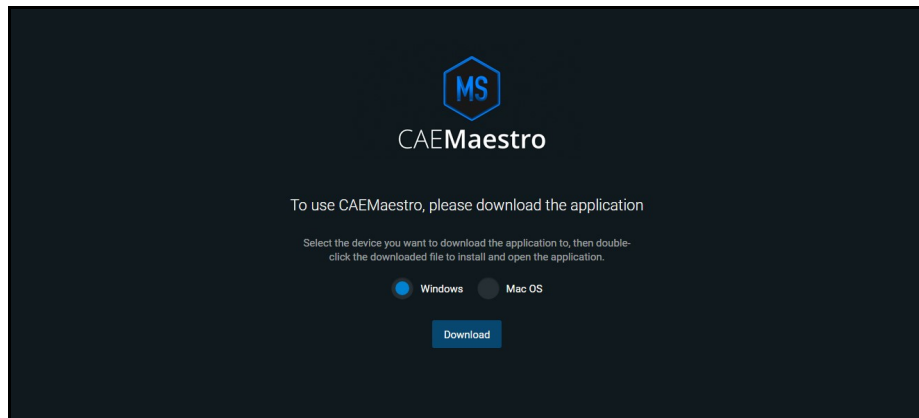 MS
CAEMaestro
To use CAEMaestro, please download the application
Select the device you want to download the application to, then double-
click the downloaded file to install and open the application.
Windows Mac OS
Download